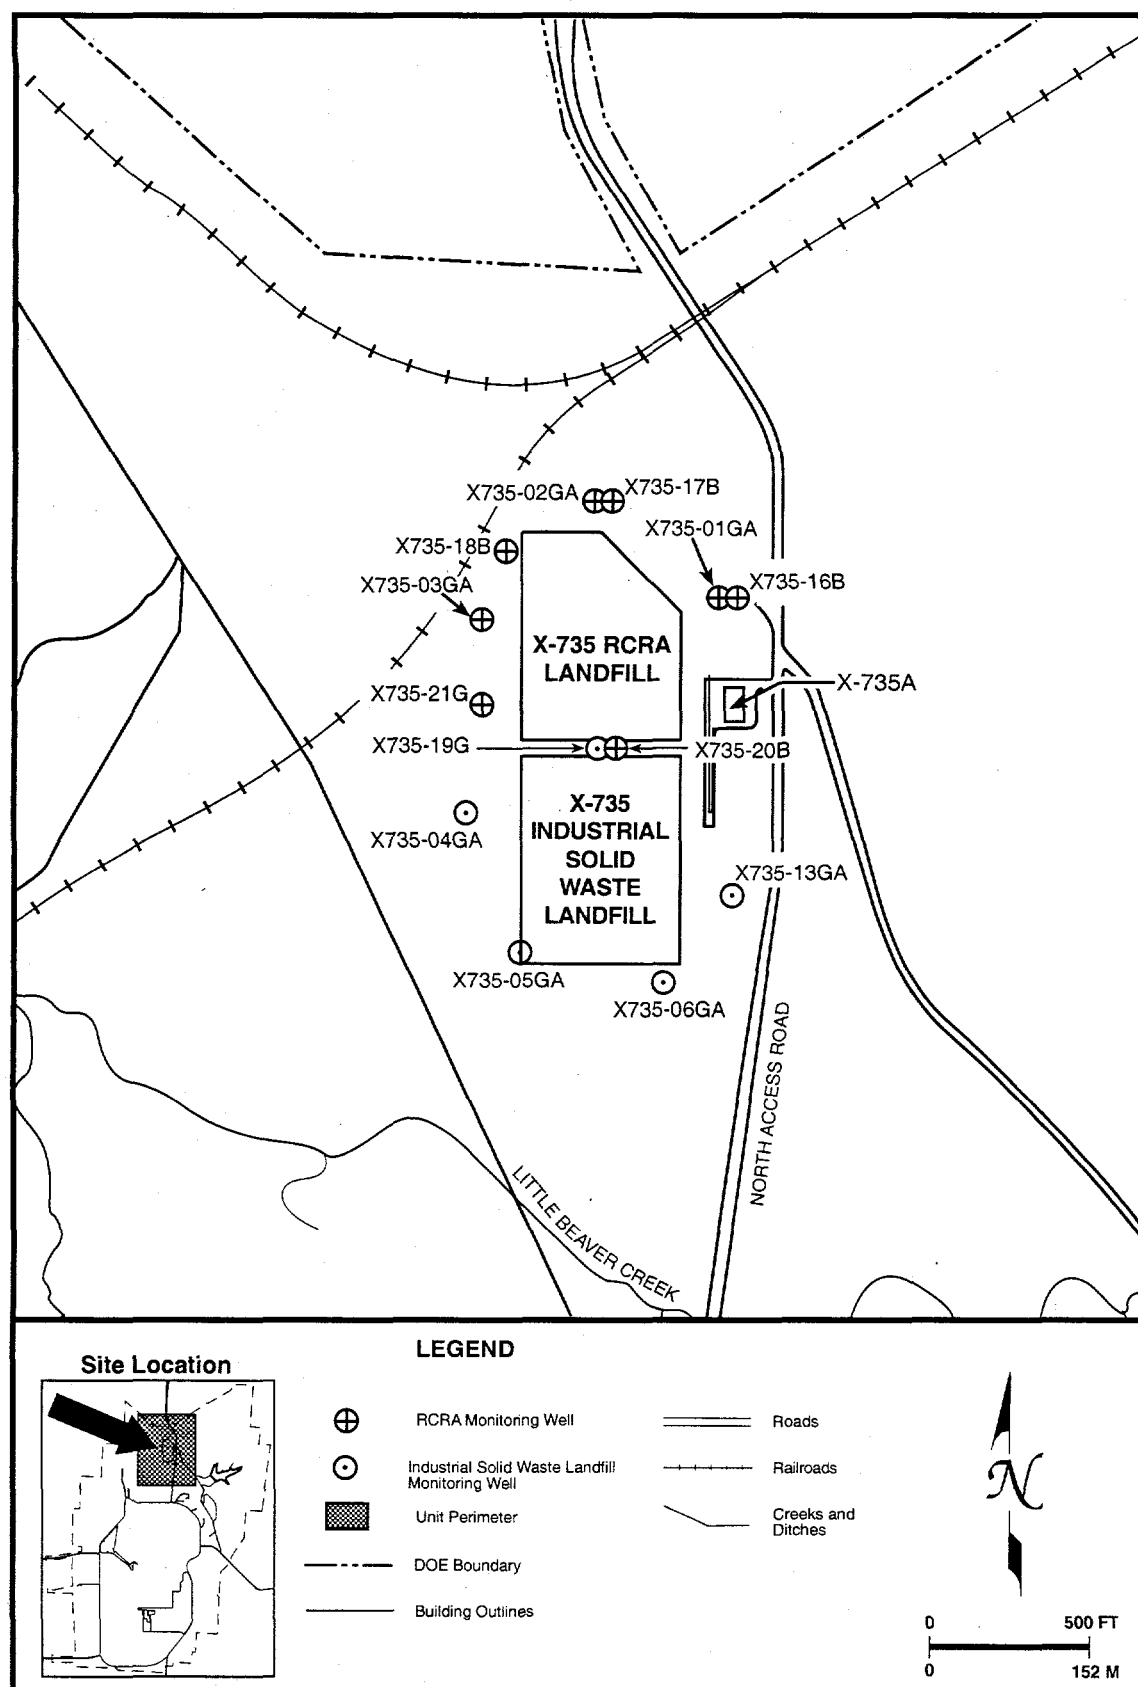 X735-02GA
X735-17B
X735-01GA
X735-18B
X735-03GA
X735-16B
X-735 RCRA
LANDFILL
X-735A
X735-21G
X735-19G
X735-20B
X-735
INDUSTRIAL
SOLID
WASTE
LANDFILL
X735-04GA
X735-13GA
X735-05GA
X735-06GA
NORTH ACCESS ROAD
LITTLE BEAVER CREEK
LEGEND
Site Location
RCRA Monitoring Well
Industrial Solid Waste Landfill
Monitoring Well
Unit Perimeter
DOE Boundary
Building Outlines
Roads
Railroads
Creeks and
Ditches
N
0 500 FT
0 152 M